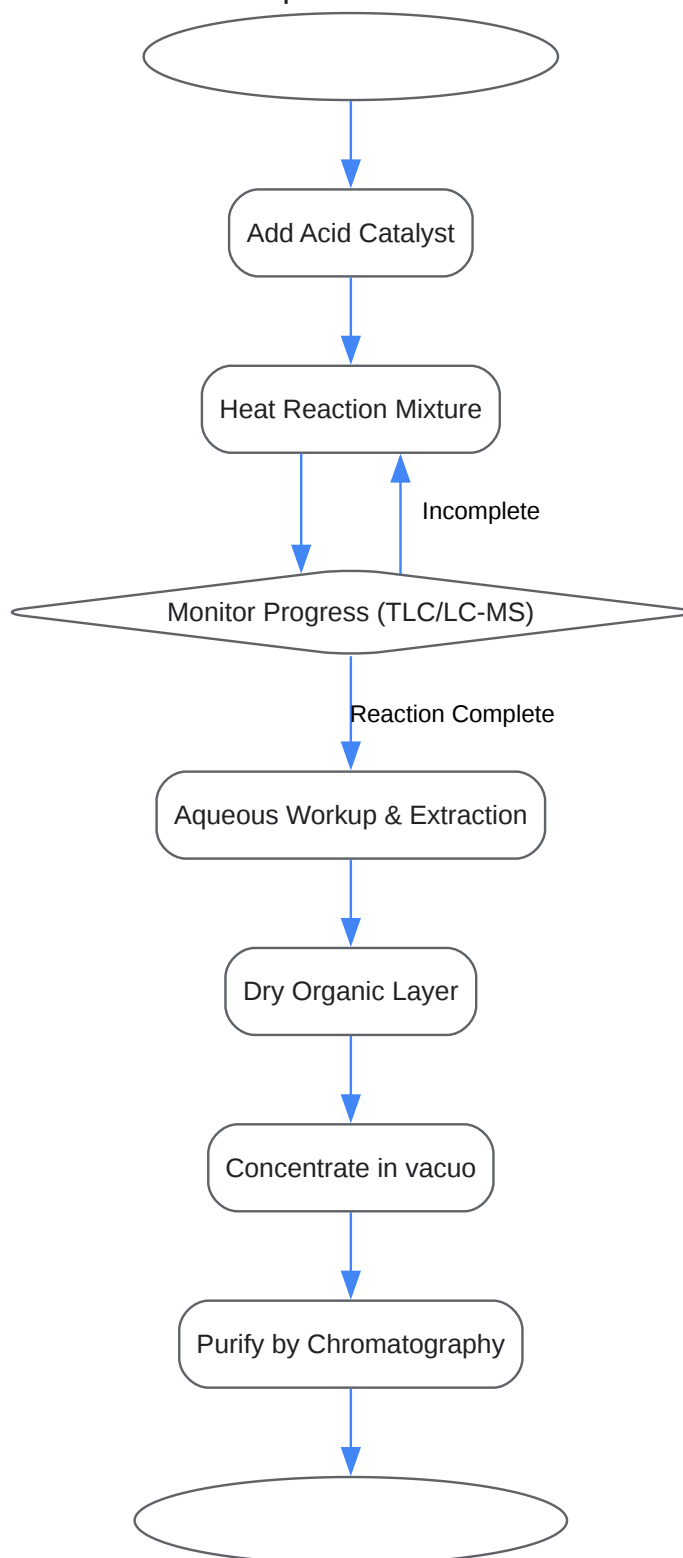 Add Acid Catalyst
Heat Reaction Mixture
Incomplete
Monitor Progress (TLC/LC-MS)
Reaction Complete
Aqueous Workup & Extraction
Dry Organic Layer
Concentrate in vacuo
Purify by Chromatography